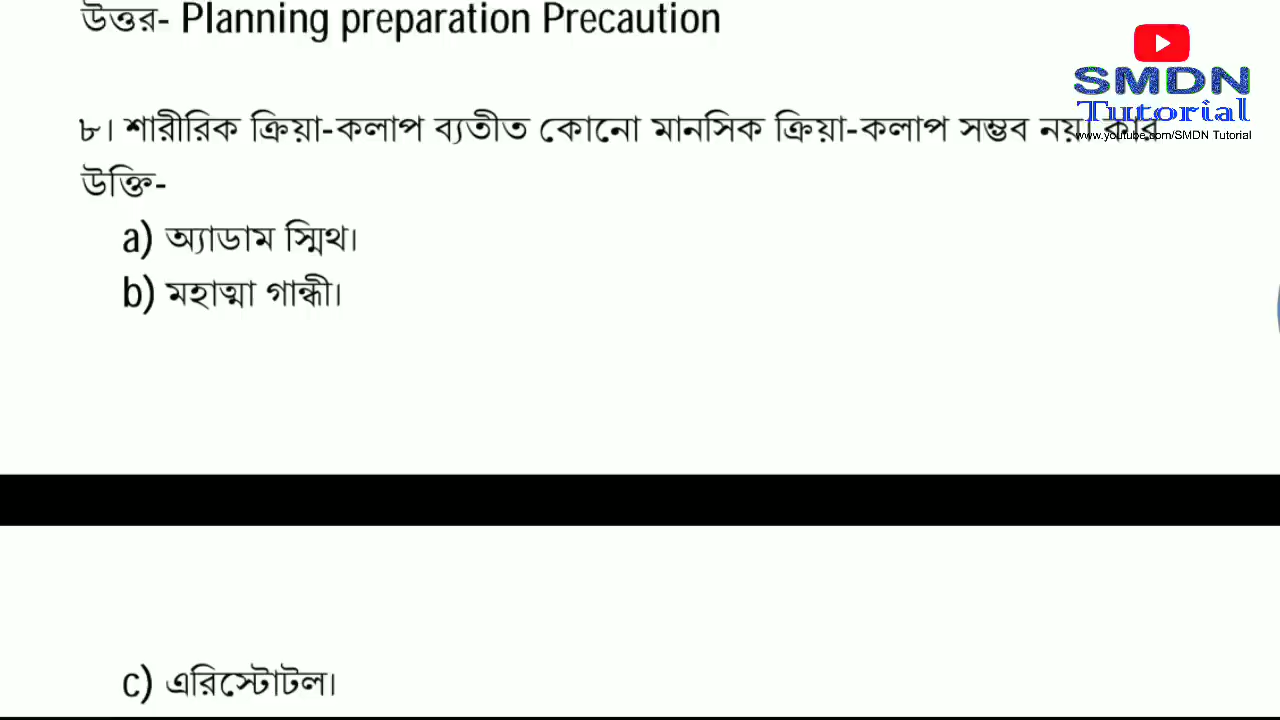 উত্তর- Planning preparation Precaution
SMDN
Tutorial
www.youtube.com/SMDN Tutorial
৮। শারীরিক ক্রিয়া-কলাপ ব্যতীত কোনো মানসিক ক্রিয়া-কলাপ সম্ভব নয়। কার
উক্তি-
a) অ্যাডাম স্মিথ।
b) মহাত্মা গান্ধী।
c) এরিস্টোটল।